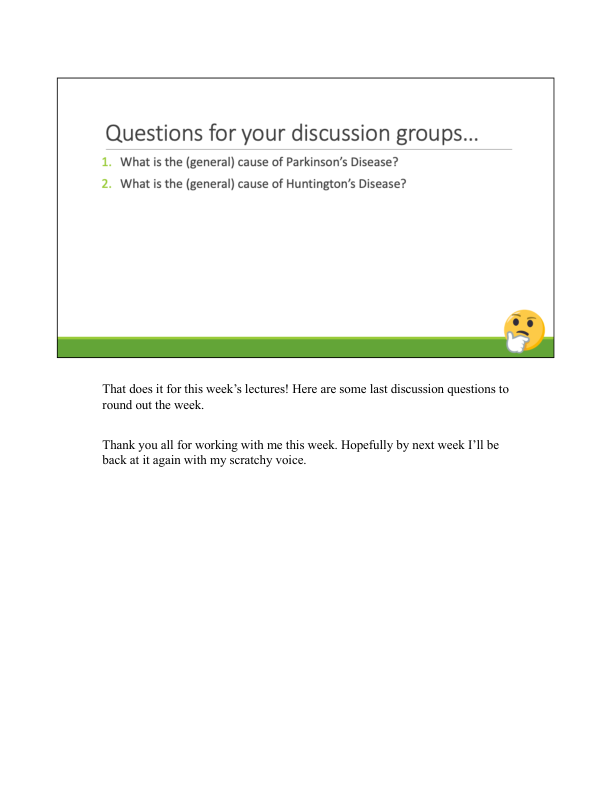 Questions for your discussion groups…
1. What is the (general) cause of Parkinson’s Disease?
2. What is the (general) cause of Huntington’s Disease?
That does it for this week’s lectures! Here are some last discussion questions to
round out the week.
Thank you all for working with me this week. Hopefully by next week I’ll be
back at it again with my scratchy voice.